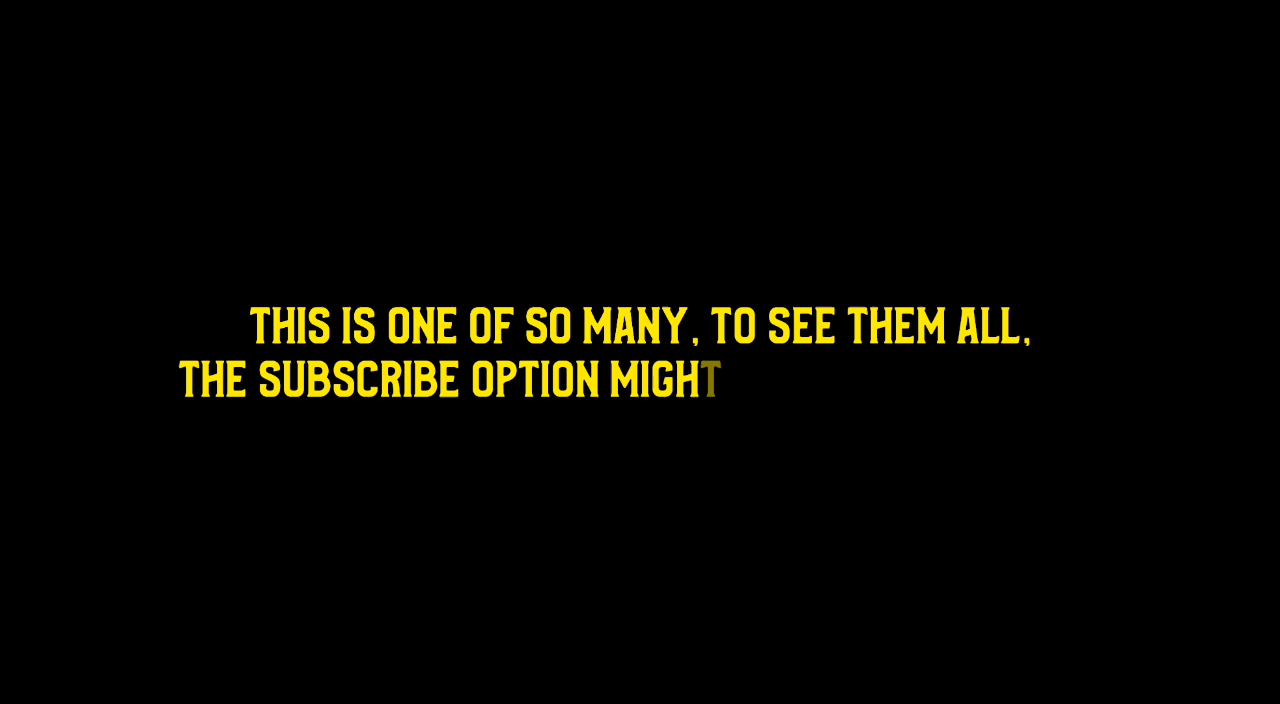 THIS IS ONE OF SO MANY, TO SEE THEM ALL,
THE SUBSCRIBE OPTION MIGHT